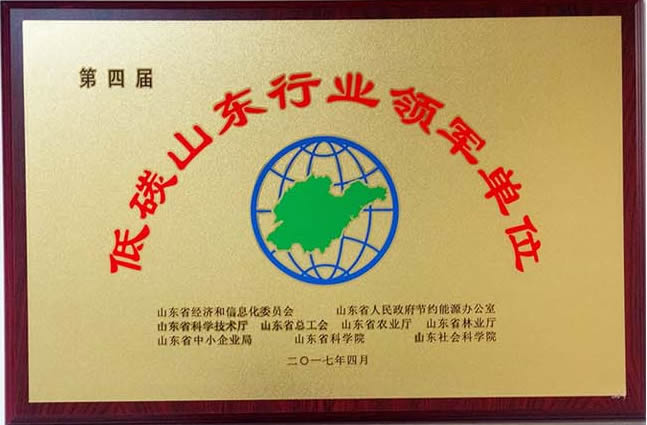 第四届
低碳山东行业领军单位
山东省经济和信息化委员会 山东省人民政府节约能源办公室
山东省科学技术厅 山东省总工会 山东省农业厅 山东省林业厅
山东省中小企业局 山东省科学院 山东社会科学院
二〇一七年四月